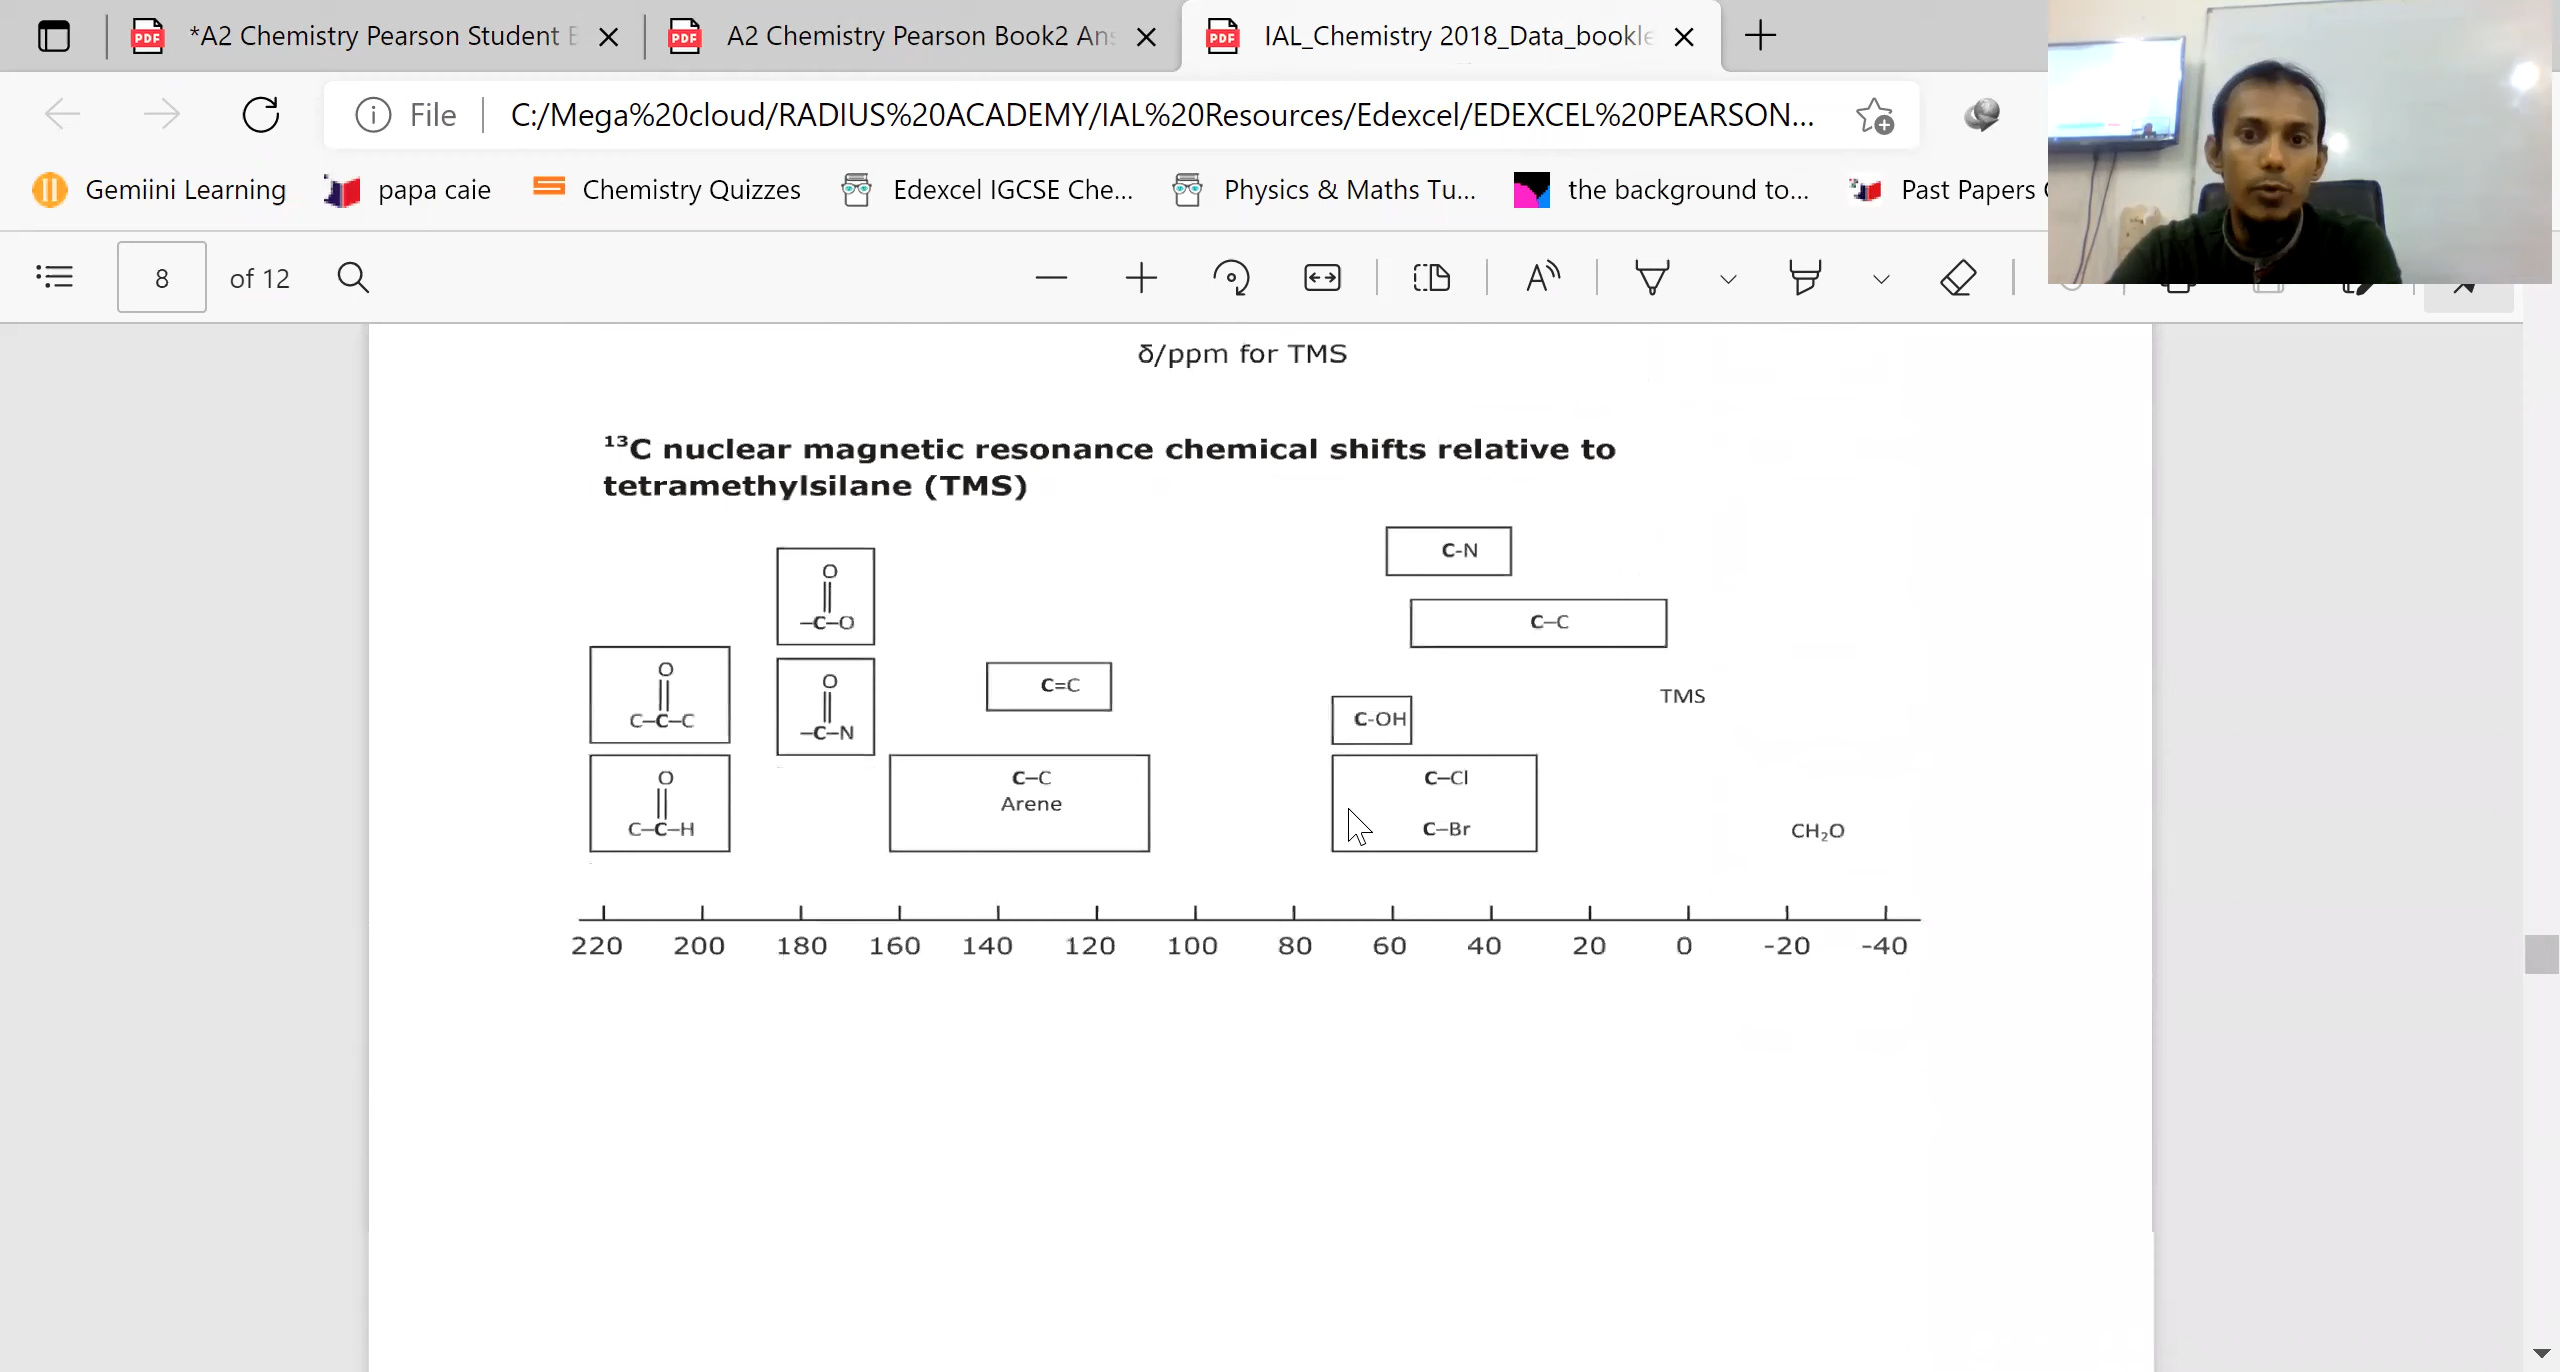 *A2 Chemistry Pearson Student B
A2 Chemistry Pearson Book2 Ans
IAL_Chemistry 2018_Data_bookle
File
C:/Mega%20cloud/RADIUS%20ACADEMY/IAL%20Resources/Edexcel/EDEXCEL%20PEARSON...
Gemiini Learning
papa caie
Chemistry Quizzes
Edexcel IGCSE Che...
Physics & Maths Tu...
the background to...
Past Papers
8 of 12
δ/ppm for TMS
¹³C nuclear magnetic resonance chemical shifts relative to
tetramethylsilane (TMS)
C-N
O
–C–O
C–C
O
C–C–C
O
–C–N
C=C
TMS
C-OH
O
C–C–H
C–C
Arene
C–Cl
C–Br
CH₂O
220 200 180 160 140 120 100 80 60 40 20 0 -20 -40